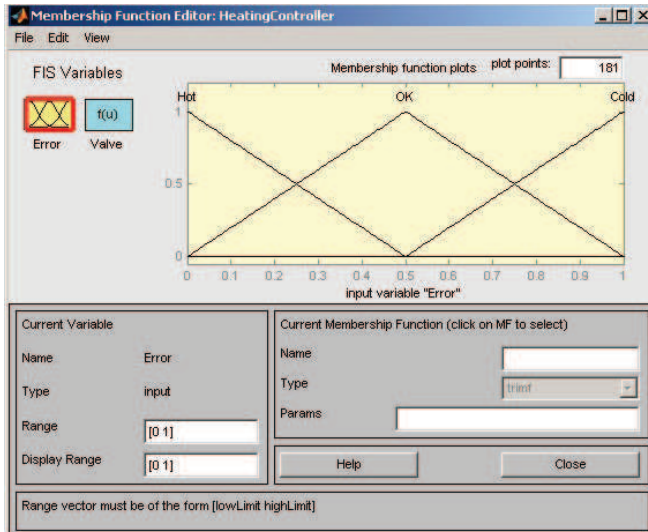 Membership Function Editor: HeatingController
File Edit View
FIS Variables
Membership function plots plot points: 181
f(u)
Error Valve
Hot OK Cold
1
0.5
0
0 0.1 0.2 0.3 0.4 0.5 0.6 0.7 0.8 0.9 1
input variable "Error"
Current Variable
Name Error
Type input
Range [0 1]
Display Range [0 1]
Current Membership Function (click on MF to select)
Name
Type trimf
Params
Help Close
Range vector must be of the form [lowLimit highLimit]